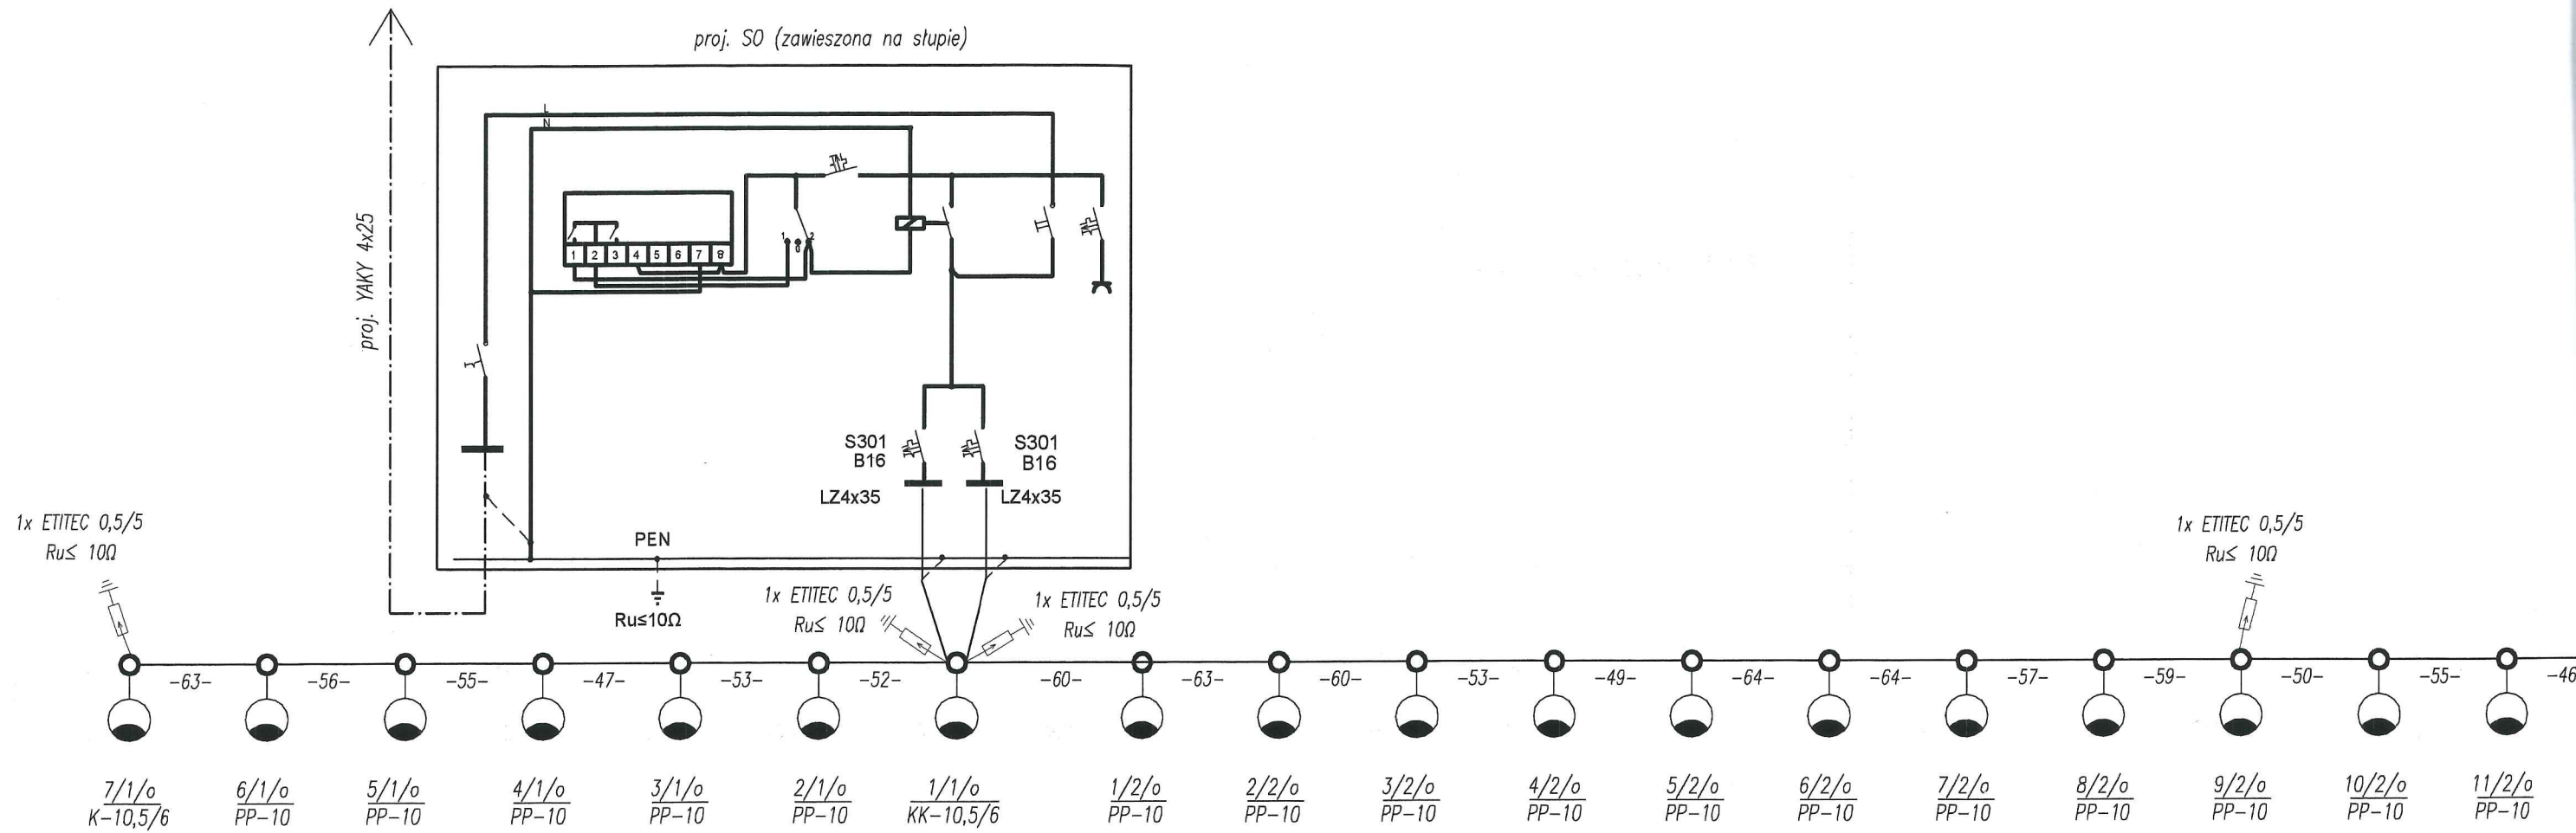 proj. SO (zawieszona na słupie)
L
N
proj. YAKY 4x25
1 0 2
1 2 3 4 5 6 7 8
S301
B16
S301
B16
LZ4x35
LZ4x35
1x ETITEC 0,5/5
Ru≤ 10Ω
PEN
Ru≤10Ω
1x ETITEC 0,5/5
Ru≤ 10Ω
1x ETITEC 0,5/5
Ru≤ 10Ω
1x ETITEC 0,5/5
Ru≤ 10Ω
-63- -56- -55- -47- -53- -52- -60- -63- -60- -53- -49- -64- -64- -57- -59- -50- -55- -46
7/1/o 6/1/o 5/1/o 4/1/o 3/1/o 2/1/o 1/1/o 1/2/o 2/2/o 3/2/o 4/2/o 5/2/o 6/2/o 7/2/o 8/2/o 9/2/o 10/2/o 11/2/o
K-10,5/6 PP-10 PP-10 PP-10 PP-10 PP-10 KK-10,5/6 PP-10 PP-10 PP-10 PP-10 PP-10 PP-10 PP-10 PP-10 PP-10 PP-10 PP-10